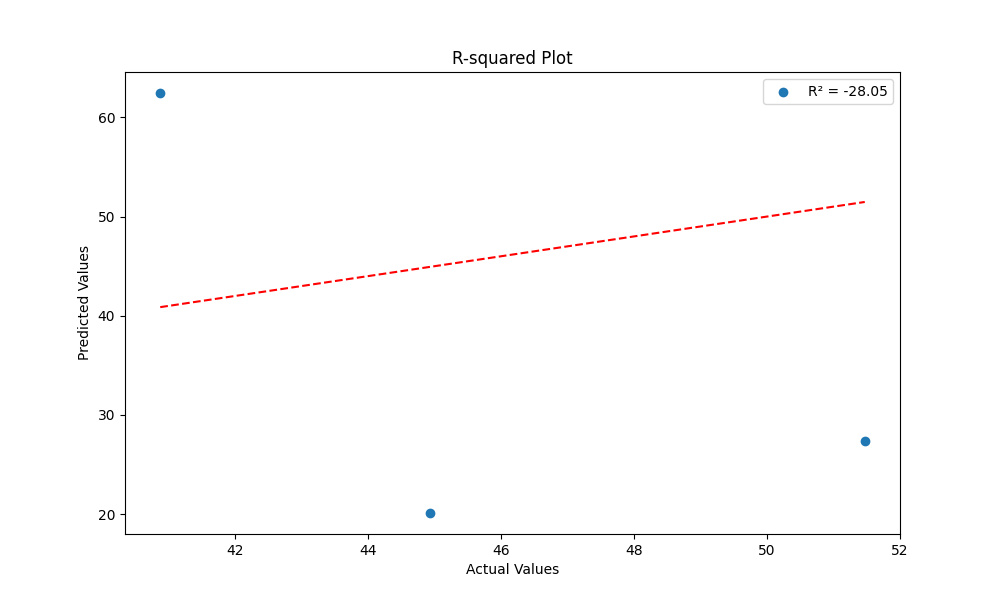 R-squared Plot
R² = -28.05
60
50
40
30
20
Predicted Values
42
44
46
48
50
52
Actual Values